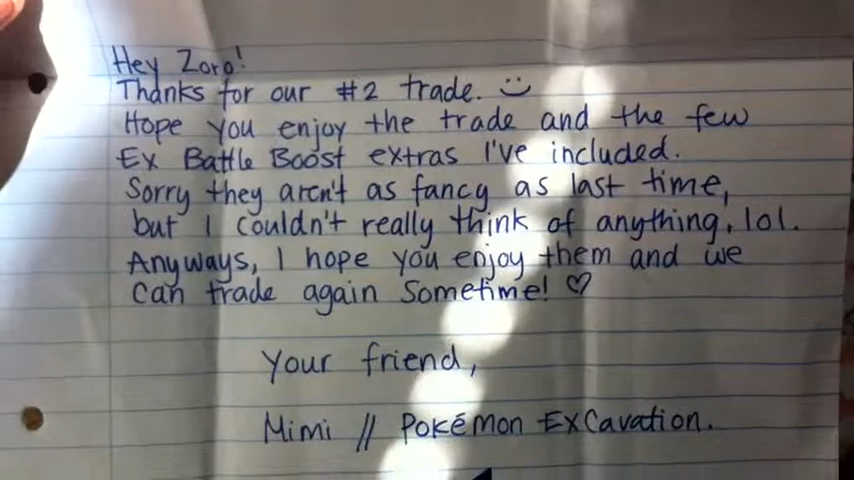 Hey Zoro!
Thanks for our #2 trade. :)
Hope you enjoy the trade and the few
Ex Battle Boost extras I've included.
Sorry they aren't as fancy as last time,
but I couldn't really think of anything, lol.
Anyways, I hope you enjoy them and we
can trade again sometime! ♡
Your friend,
Mimi // Pokémon Excavation.